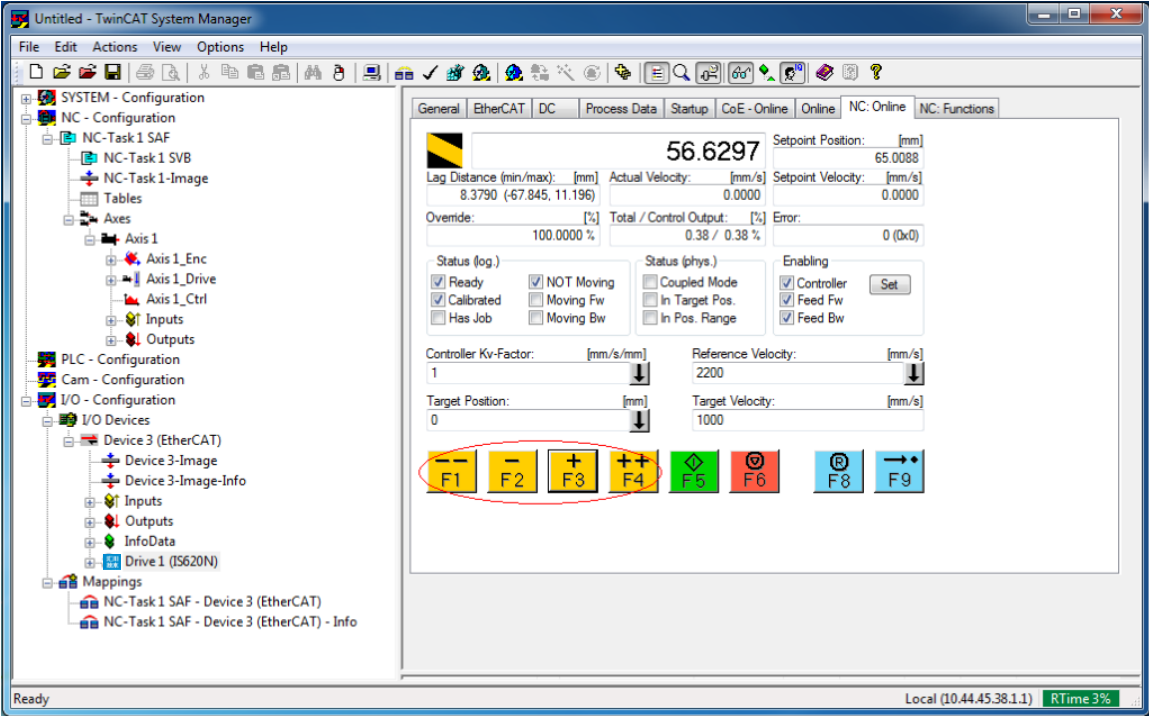 Untitled - TwinCAT System Manager
File Edit Actions View Options Help
SYSTEM - Configuration
NC - Configuration
NC-Task 1 SAF
NC-Task 1 SVB
NC-Task 1-Image
Tables
Axes
Axis 1
Axis 1_Enc
Axis 1_Drive
Axis 1_Ctrl
Inputs
Outputs
PLC - Configuration
Cam - Configuration
I/O - Configuration
I/O Devices
Device 3 (EtherCAT)
Device 3-Image
Device 3-Image-Info
Inputs
Outputs
InfoData
Drive 1 (IS620N)
Mappings
NC-Task 1 SAF - Device 3 (EtherCAT)
NC-Task 1 SAF - Device 3 (EtherCAT) - Info
General EtherCAT DC Process Data Startup CoE - Online Online NC: Online NC: Functions
56.6297
Setpoint Position: [mm]
65.0088
Lag Distance (min/max): [mm] Actual Velocity: [mm/s] Setpoint Velocity: [mm/s]
8.3790 (-67.845, 11.196) 0.0000 0.0000
Override: [%] Total / Control Output: [%] Error:
100.0000 % 0.38 / 0.38 % 0 (0x0)
Status (log.) Status (phys.) Enabling
Ready NOT Moving Coupled Mode Controller Set
Calibrated Moving Fw In Target Pos. Feed Fw
Has Job Moving Bw In Pos. Range Feed Bw
Controller Kv-Factor: [mm/s/mm] Reference Velocity: [mm/s]
1 2200
Target Position: [mm] Target Velocity: [mm/s]
0 1000
-- - + ++
F1 F2 F3 F4 F5 F6 F8 F9
Ready Local (10.44.45.38.1.1) RTime 3%